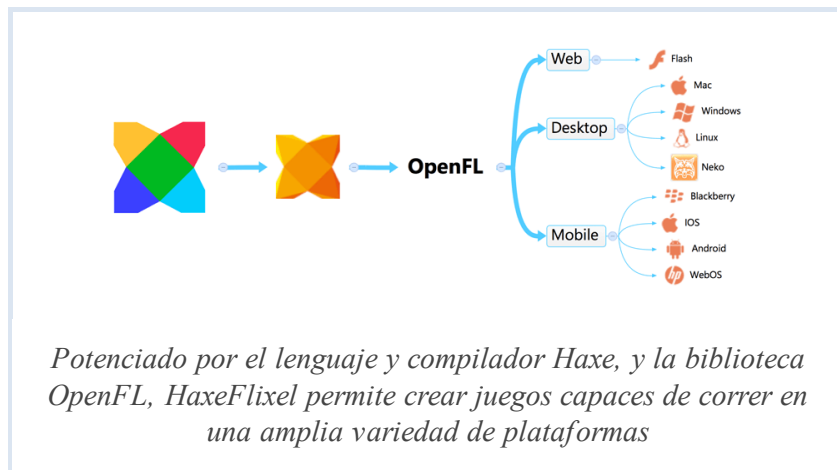 Web
Flash
Mac
Windows
Desktop
Linux
Neko
OpenFL
Blackberry
IOS
Mobile
Android
WebOS
hp
Potenciado por el lenguaje y compilador Haxe, y la biblioteca
OpenFL, HaxeFlixel permite crear juegos capaces de correr en
una amplia variedad de plataformas